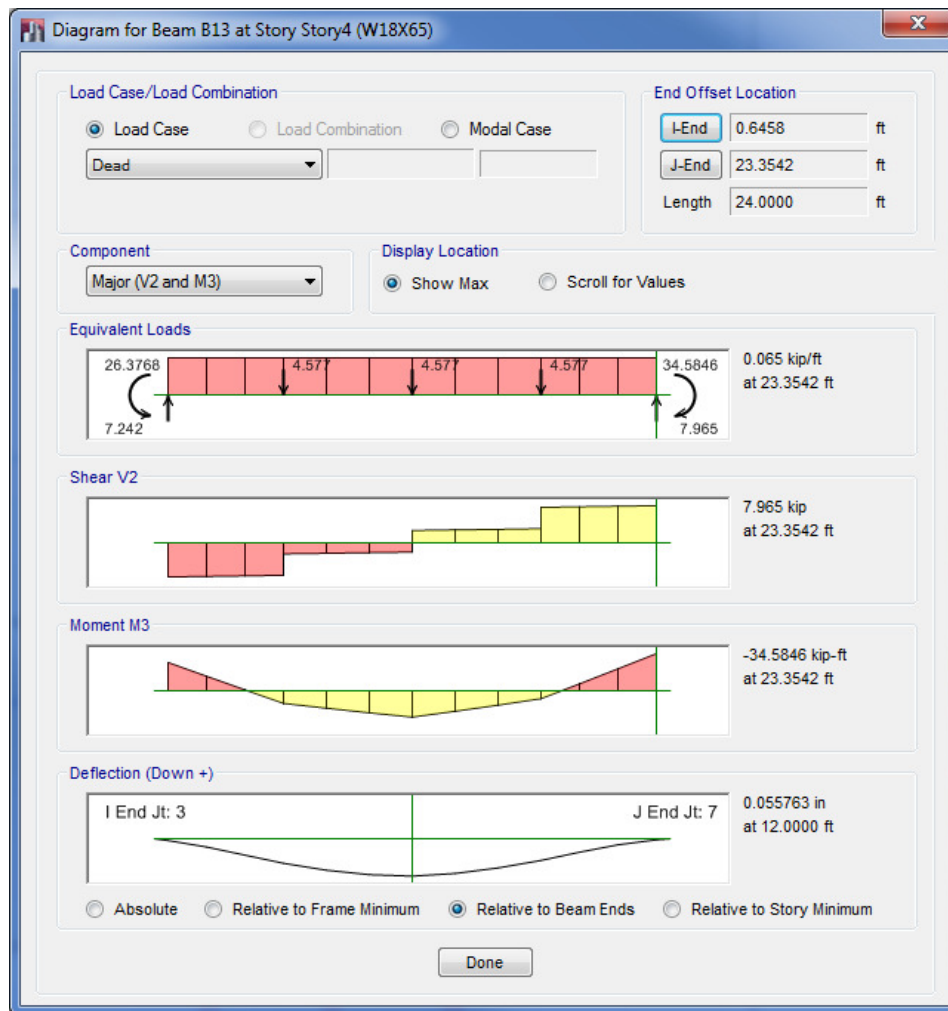 Diagram for Beam B13 at Story Story4 (W18X65)
Load Case/Load Combination
Load Case Load Combination Modal Case
Dead
End Offset Location
I-End 0.6458 ft
J-End 23.3542 ft
Length 24.0000 ft
Component
Major (V2 and M3)
Display Location
Show Max Scroll for Values
Equivalent Loads
26.3768 4.577 4.577 4.577 34.5846
7.242 7.965
0.065 kip/ft
at 23.3542 ft
Shear V2
7.965 kip
at 23.3542 ft
Moment M3
-34.5846 kip-ft
at 23.3542 ft
Deflection (Down +)
I End Jt: 3 J End Jt: 7
0.055763 in
at 12.0000 ft
Absolute Relative to Frame Minimum Relative to Beam Ends Relative to Story Minimum
Done